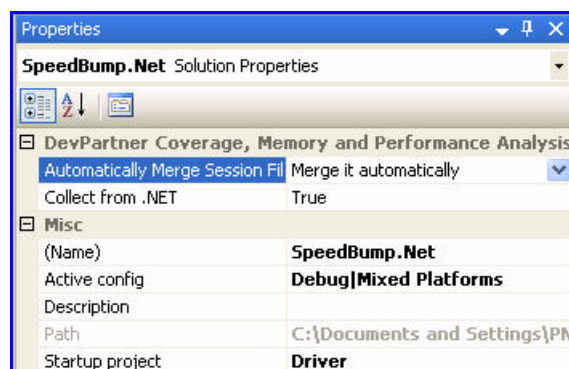 Properties
SpeedBump.Net Solution Properties
DevPartner Coverage, Memory and Performance Analysis
Automatically Merge Session Fil Merge it automatically
Collect from .NET True
Misc
(Name) SpeedBump.Net
Active config Debug|Mixed Platforms
Description
Path C:\Documents and Settings\PN
Startup project Driver